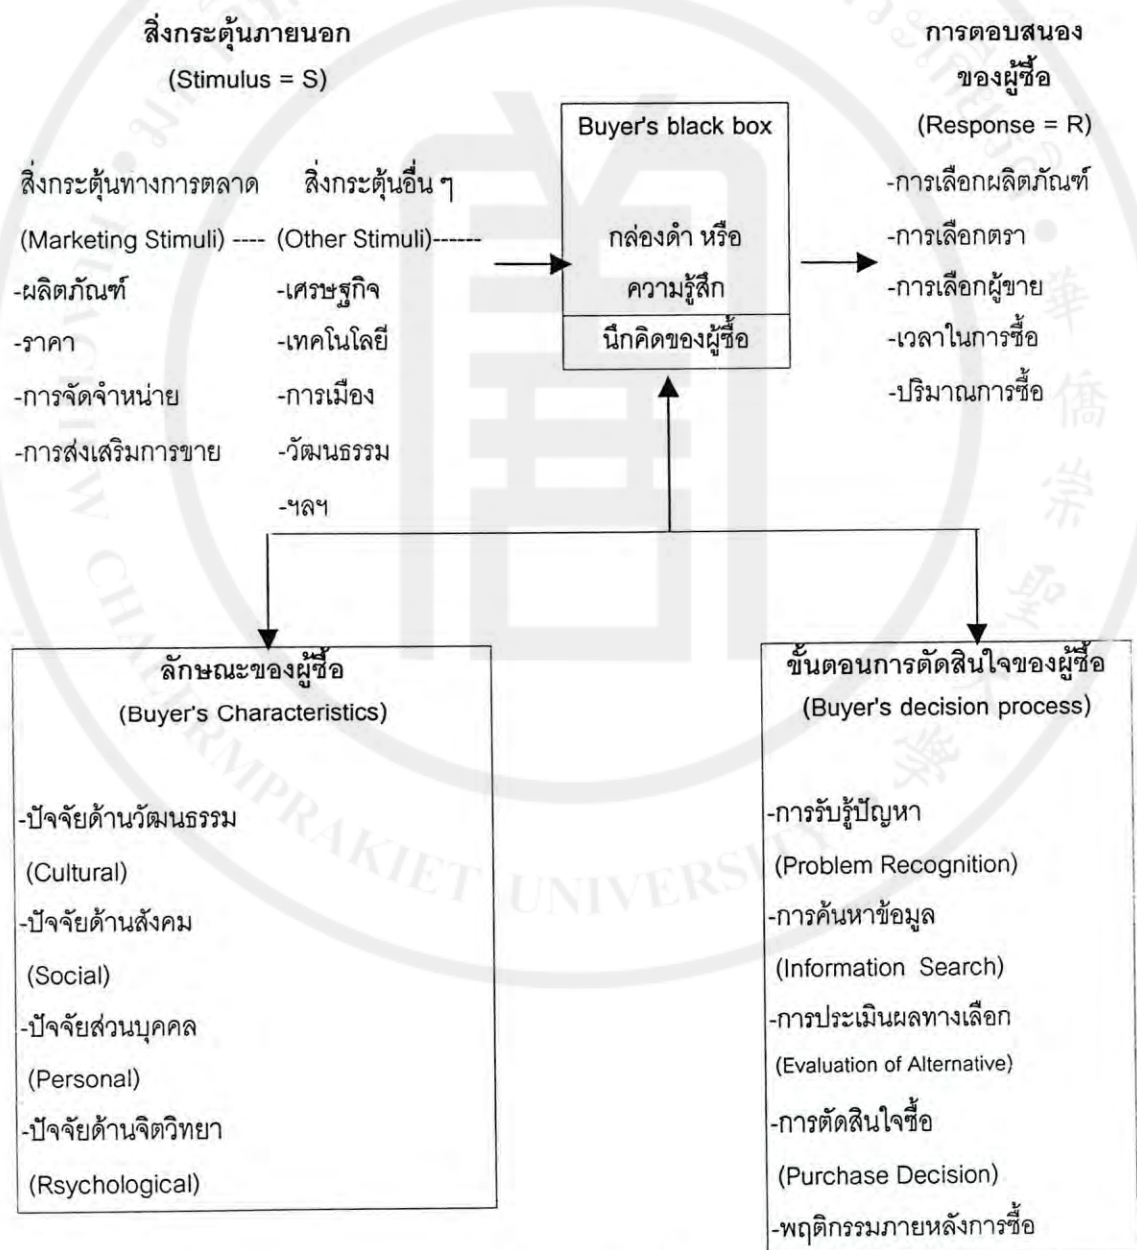 สิ่งกระตุ้นภายนอก
(Stimulus = S)
สิ่งกระตุ้นทางการตลาด
(Marketing Stimuli) ----
-ผลิตภัณฑ์
-ราคา
-การจัดจำหน่าย
-การส่งเสริมการขาย
สิ่งกระตุ้นอื่น ๆ
(Other Stimuli)------
-เศรษฐกิจ
-เทคโนโลยี
-การเมือง
-วัฒนธรรม
-ฯลฯ
Buyer's black box
กล่องดำ หรือ
ความรู้สึก
นึกคิดของผู้ซื้อ
การตอบสนอง
ของผู้ซื้อ
(Response = R)
-การเลือกผลิตภัณฑ์
-การเลือกตรา
-การเลือกผู้ขาย
-เวลาในการซื้อ
-ปริมาณการซื้อ
ลักษณะของผู้ซื้อ
(Buyer's Characteristics)
-ปัจจัยด้านวัฒนธรรม
(Cultural)
-ปัจจัยด้านสังคม
(Social)
-ปัจจัยส่วนบุคคล
(Personal)
-ปัจจัยด้านจิตวิทยา
(Rsychological)
ขั้นตอนการตัดสินใจของผู้ซื้อ
(Buyer's decision process)
-การรับรู้ปัญหา
(Problem Recognition)
-การค้นหาข้อมูล
(Information Search)
-การประเมินผลทางเลือก
(Evaluation of Alternative)
-การตัดสินใจซื้อ
(Purchase Decision)
-พฤติกรรมภายหลังการซื้อ
CHALERMPRAKIET UNIVERSITY
華僑崇聖大學